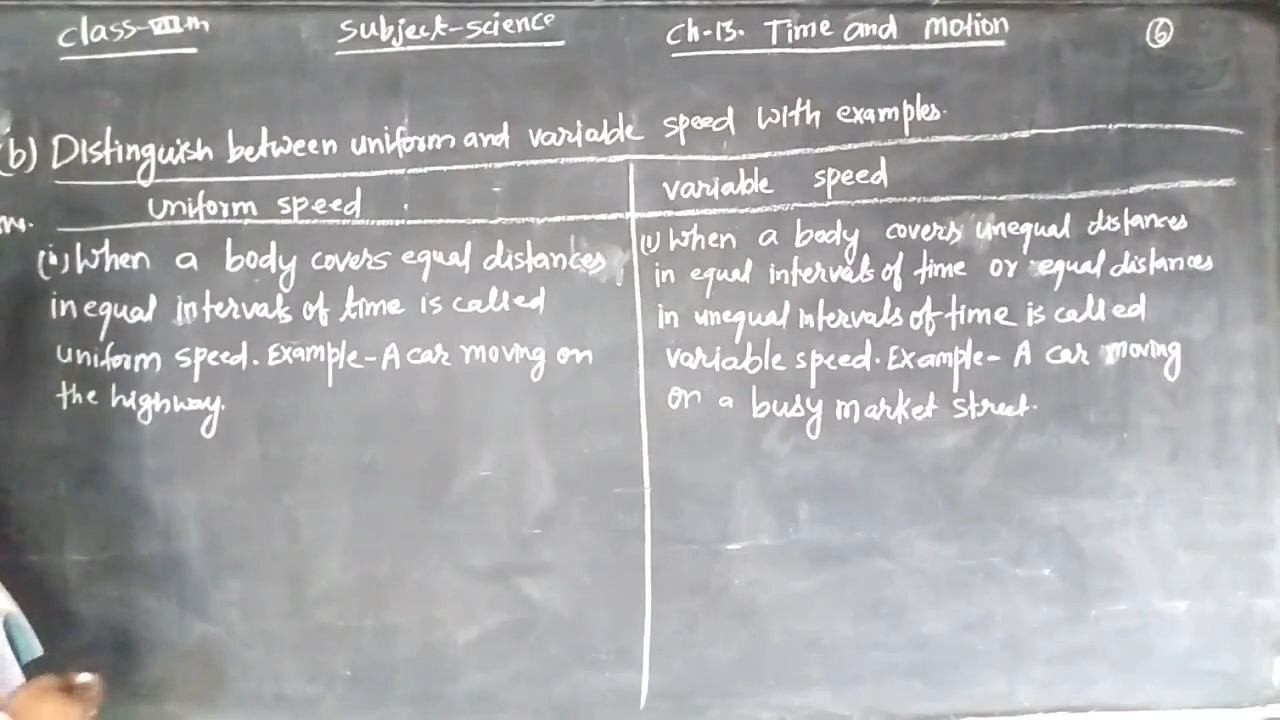 class-VIIth subject-science Ch-13. Time and Motion 6
(b) Distinguish between uniform and variable speed with examples.
uniform speed
variable speed
When a body covers equal distances
in equal intervals of time is called
uniform speed. Example-A car moving on
the highway.
(i) When a body covers unequal distances
in equal intervals of time or equal distances
in unequal intervals of time is called
variable speed. Example- A car moving
on a busy market street.